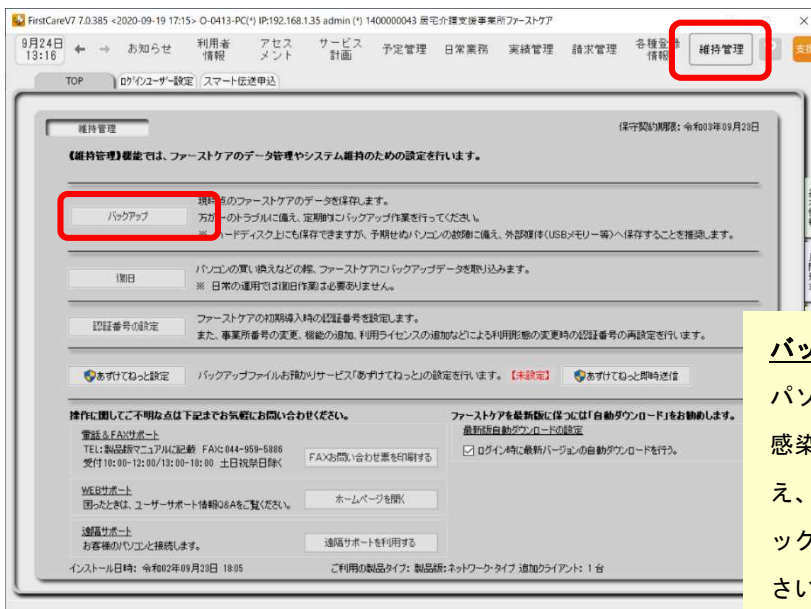 FirstCareV7 7.0.385 <2020-09-19 17:15> O-0413-PC(*) IP:192.168.1.35 admin (*) 1400000043 居宅介護支援事業所ファーストケア
9月24日
13:16
← → お知らせ 利用者情報 アセスメント サービス計画 予定管理 日常業務 実績管理 請求管理 各種登録情報 維持管理
TOP ログインユーザー設定 スマート伝送申込
維持管理 保守契約期限: 令和03年09月23日
【維持管理】機能では、ファーストケアのデータ管理やシステム維持のための設定を行います。
バックアップ
現時点のファーストケアのデータを保存します。
万が一のトラブルに備え、定期的にバックアップ作業を行ってください。
※ ハードディスク上にも保存できますが、予期せぬパソコンの故障に備え、外部媒体(USBメモリー等)へ保存することを推奨します。
復旧
パソコンの買い換えなどの際、ファーストケアにバックアップデータを取り込みます。
※ 日常の運用では復旧作業は必要ありません。
認証番号の設定
ファーストケアの初期導入時の認証番号を設定します。
また、事業所番号の変更、機能の追加、利用ライセンスの追加などによる利用形態の変更時の認証番号の再設定を行います。
あずけてねっと設定 バックアップファイルお預かりサービス「あずけてねっと」の設定を行います。【未設定】 あずけてねっと即時送信
操作に関してご不明な点は下記までお気軽にお問い合わせください。
電話&FAXサポート
TEL:製品版マニュアルに記載 FAX:044-959-5886
受付10:00-12:00/13:00-18:00 土日祝祭日除く
FAXお問い合わせ票を印刷する
WEBサポート
困ったときは、ユーザーサポート情報Q&Aをご覧ください。
ホームページを開く
遠隔サポート
お客様のパソコンと接続します。
遠隔サポートを利用する
ファーストケアを最新版に保つには「自動ダウンロード」をお勧めします。
最新版自動ダウンロードの設定
ログイン時に最新バージョンの自動ダウンロードを行う。
インストール日時: 令和02年09月23日 18:05 ご利用の製品タイプ: 製品版:ネットワーク・タイプ 追加クライアント: 1 台
バッ
パソ
感染
え、
ック
さい